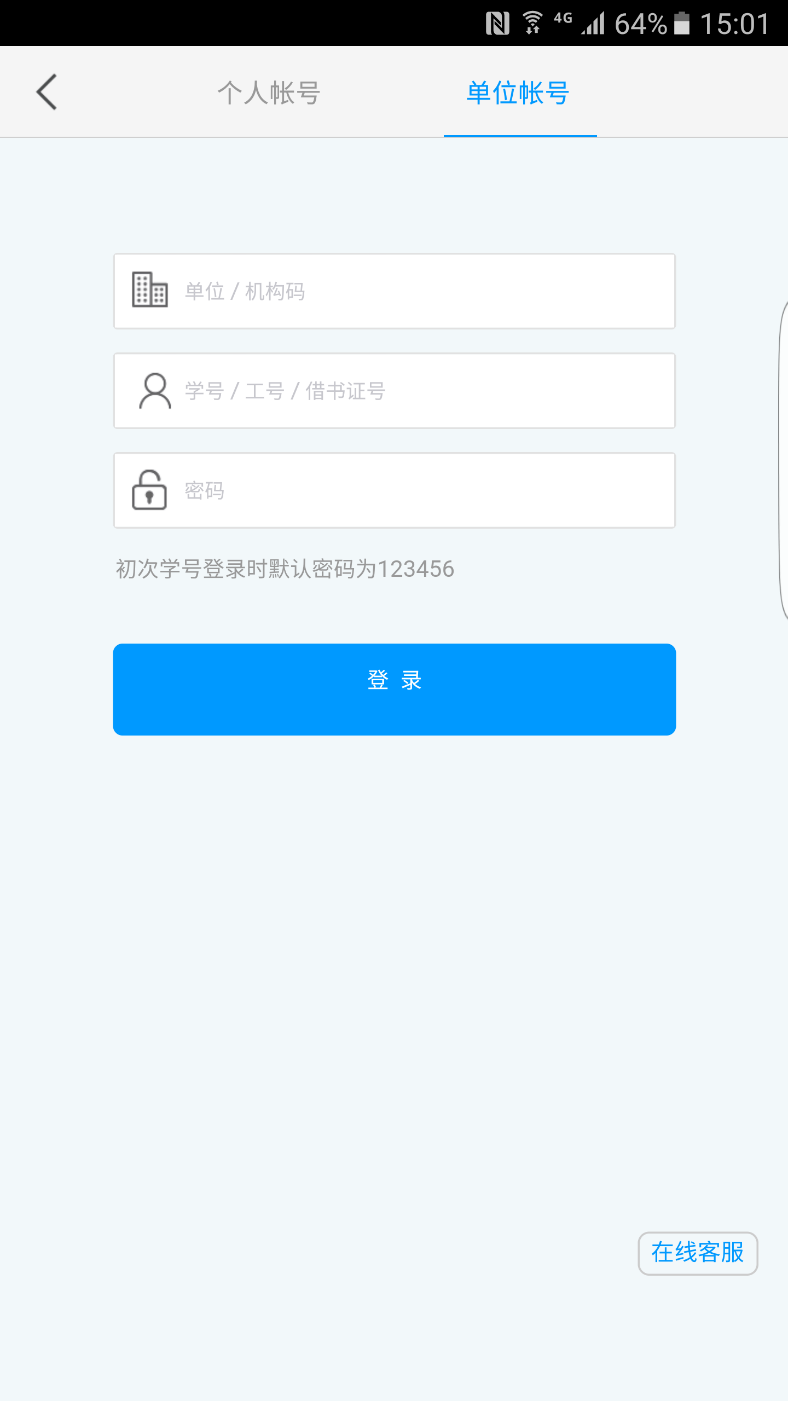 4G 64% 15:01
个人帐号 单位帐号
单位 / 机构码
学号 / 工号 / 借书证号
密码
初次学号登录时默认密码为123456
登 录
在线客服